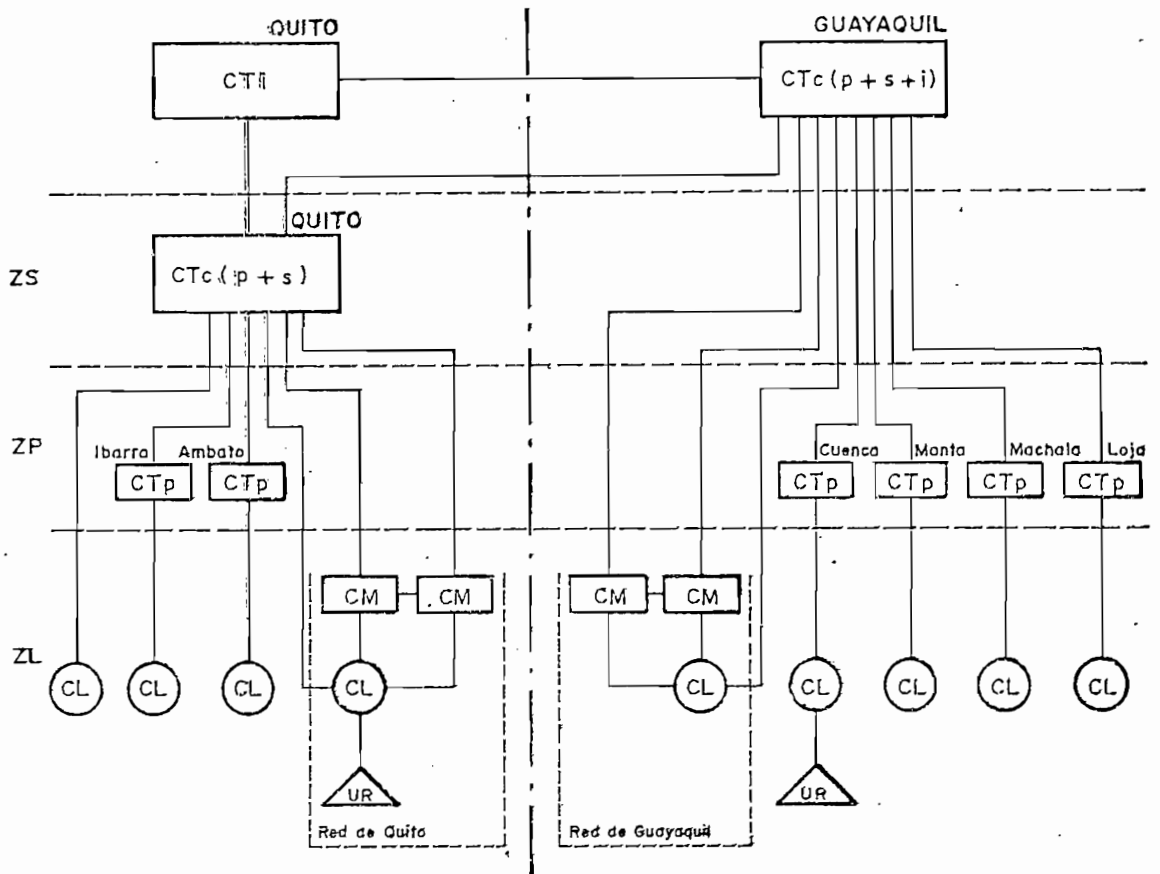 QUITO
GUAYAQUIL
CTI
CTc (p + s + i)
QUITO
ZS
CTc (p + s)
ZP
Ibarra
Ambato
Cuenca
Manta
Machala
Loja
CTp
CTp
CTp
CTp
CTp
CTp
CM
CM
CM
CM
ZL
CL
CL
CL
CL
CL
CL
CL
CL
CL
UR
UR
Red de Quito
Red de Guayaquil